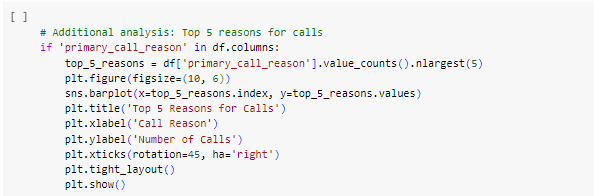 [ ]
# Additional analysis: Top 5 reasons for calls
if 'primary_call_reason' in df.columns:
    top_5_reasons = df['primary_call_reason'].value_counts().nlargest(5)
    plt.figure(figsize=(10, 6))
    sns.barplot(x=top_5_reasons.index, y=top_5_reasons.values)
    plt.title('Top 5 Reasons for Calls')
    plt.xlabel('Call Reason')
    plt.ylabel('Number of Calls')
    plt.xticks(rotation=45, ha='right')
    plt.tight_layout()
    plt.show()